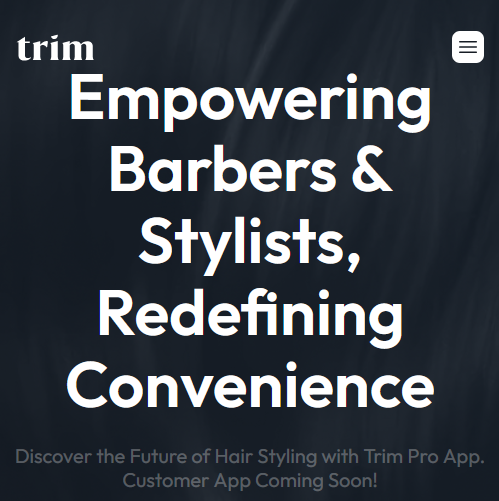 trim
Empowering
Barbers &
Stylists,
Redefining
Convenience
Discover the Future of Hair Styling with Trim Pro App.
Customer App Coming Soon!